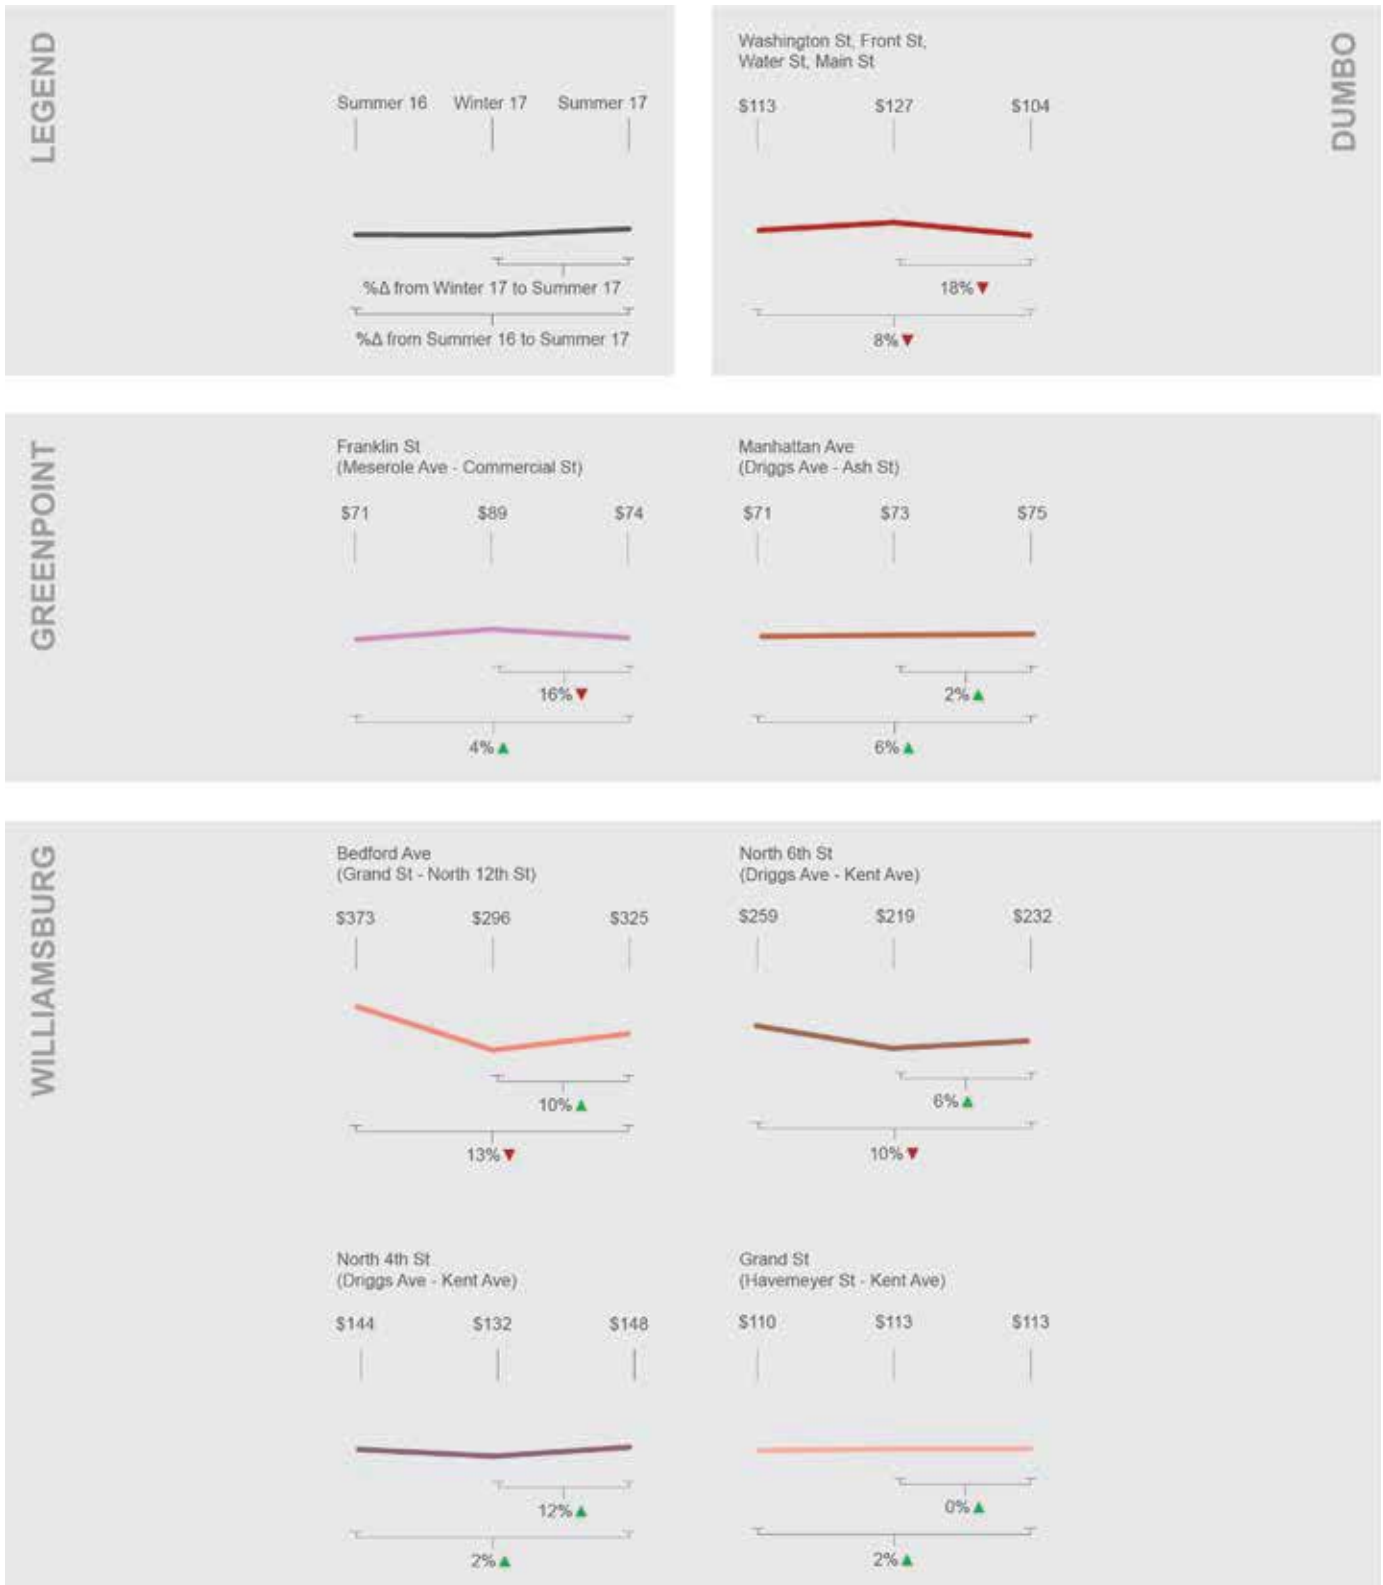 LEGEND
Summer 16 Winter 17 Summer 17
%Δ from Winter 17 to Summer 17
%Δ from Summer 16 to Summer 17
DUMBO
Washington St, Front St,
Water St, Main St
$113 $127 $104
18% ▼
8% ▼
GREENPOINT
Franklin St
(Meserole Ave - Commercial St)
$71 $89 $74
16% ▼
4% ▲
Manhattan Ave
(Driggs Ave - Ash St)
$71 $73 $75
2% ▲
6% ▲
WILLIAMSBURG
Bedford Ave
(Grand St - North 12th St)
$373 $296 $325
10% ▲
13% ▼
North 6th St
(Driggs Ave - Kent Ave)
$259 $219 $232
6% ▲
10% ▼
North 4th St
(Driggs Ave - Kent Ave)
$144 $132 $148
12% ▲
2% ▲
Grand St
(Havemeyer St - Kent Ave)
$110 $113 $113
0% ▲
2% ▲